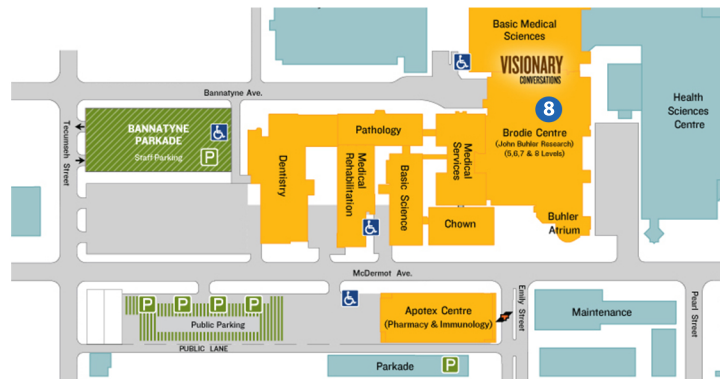 Basic Medical
Sciences
VISIONARY
CONVERSATIONS
Bannatyne Ave.
8
Health
Sciences
Centre
BANNATYNE
PARKADE
Staff Parking
P
Tecumseh Street
Pathology
Brodie Centre
(John Buhler Research)
(5,6,7 & 8 Levels)
Dentistry
Medical
Rehabilitation
Basic Science
Medical
Services
Chown
Buhler
Atrium
McDermot Ave.
P
P
P
P
Public Parking
PUBLIC LANE
Apotex Centre
(Pharmacy & Immunology)
Emily Street
Maintenance
Pearl Street
Parkade
P